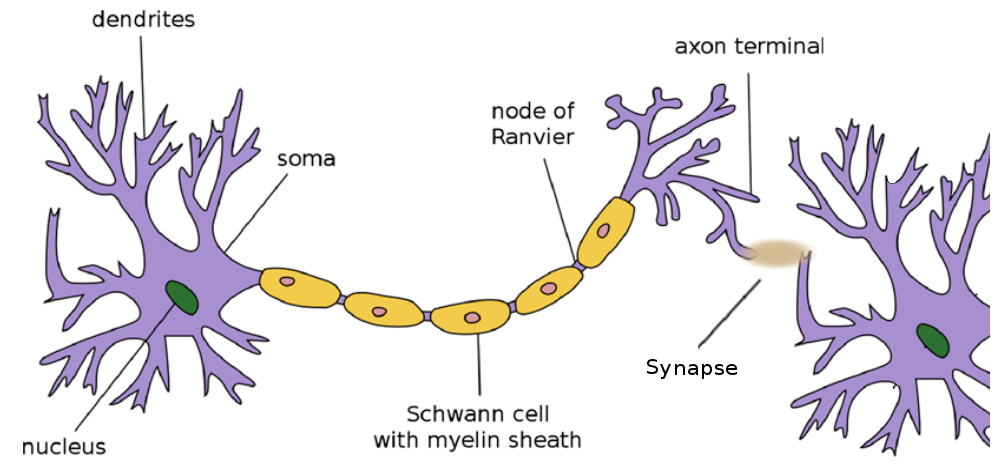 dendrites
axon terminal
node of
Ranvier
soma
Synapse
Schwann cell
with myelin sheath
nucleus